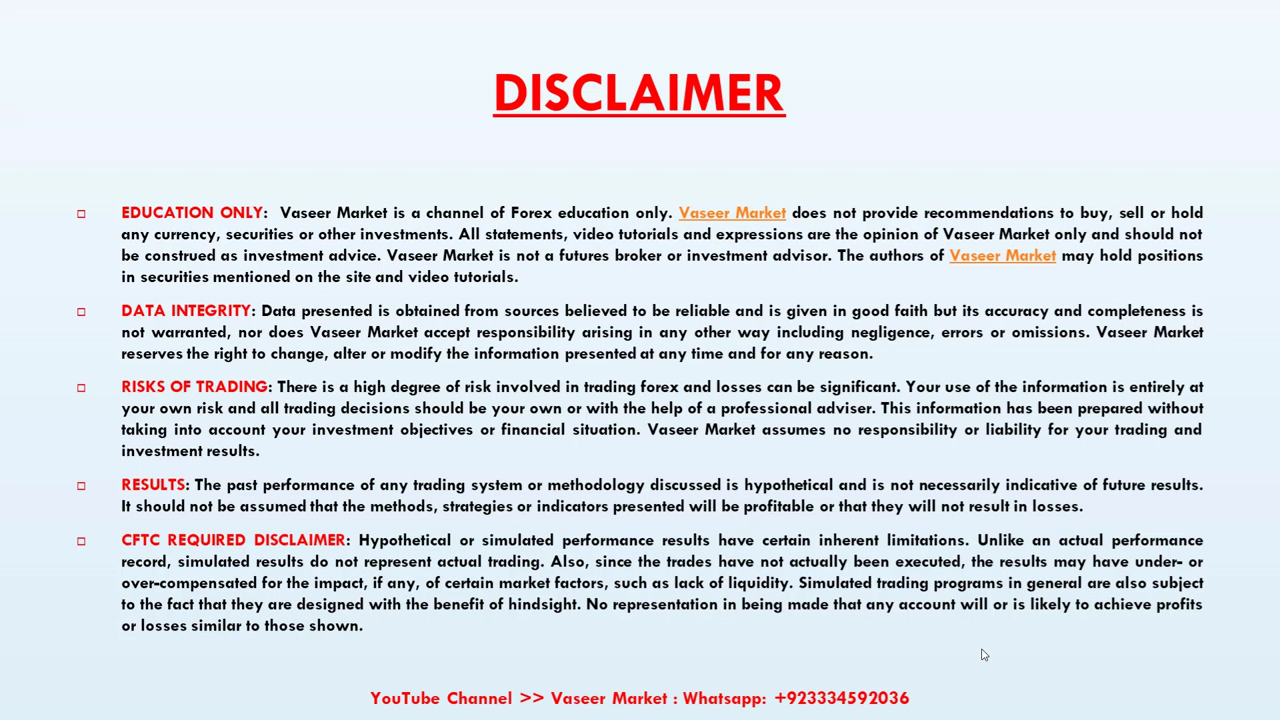 DISCLAIMER
EDUCATION ONLY: Vaseer Market is a channel of Forex education only. Vaseer Market does not provide recommendations to buy, sell or hold
any currency, securities or other investments. All statements, video tutorials and expressions are the opinion of Vaseer Market only and should not
be construed as investment advice. Vaseer Market is not a futures broker or investment advisor. The authors of Vaseer Market may hold positions
in securities mentioned on the site and video tutorials.
DATA INTEGRITY: Data presented is obtained from sources believed to be reliable and is given in good faith but its accuracy and completeness is
not warranted, nor does Vaseer Market accept responsibility arising in any other way including negligence, errors or omissions. Vaseer Market
reserves the right to change, alter or modify the information presented at any time and for any reason.
RISKS OF TRADING: There is a high degree of risk involved in trading forex and losses can be significant. Your use of the information is entirely at
your own risk and all trading decisions should be your own or with the help of a professional adviser. This information has been prepared without
taking into account your investment objectives or financial situation. Vaseer Market assumes no responsibility or liability for your trading and
investment results.
RESULTS: The past performance of any trading system or methodology discussed is hypothetical and is not necessarily indicative of future results.
It should not be assumed that the methods, strategies or indicators presented will be profitable or that they will not result in losses.
CFTC REQUIRED DISCLAIMER: Hypothetical or simulated performance results have certain inherent limitations. Unlike an actual performance
record, simulated results do not represent actual trading. Also, since the trades have not actually been executed, the results may have under- or
over-compensated for the impact, if any, of certain market factors, such as lack of liquidity. Simulated trading programs in general are also subject
to the fact that they are designed with the benefit of hindsight. No representation in being made that any account will or is likely to achieve profits
or losses similar to those shown.
YouTube Channel >> Vaseer Market : Whatsapp: +923334592036